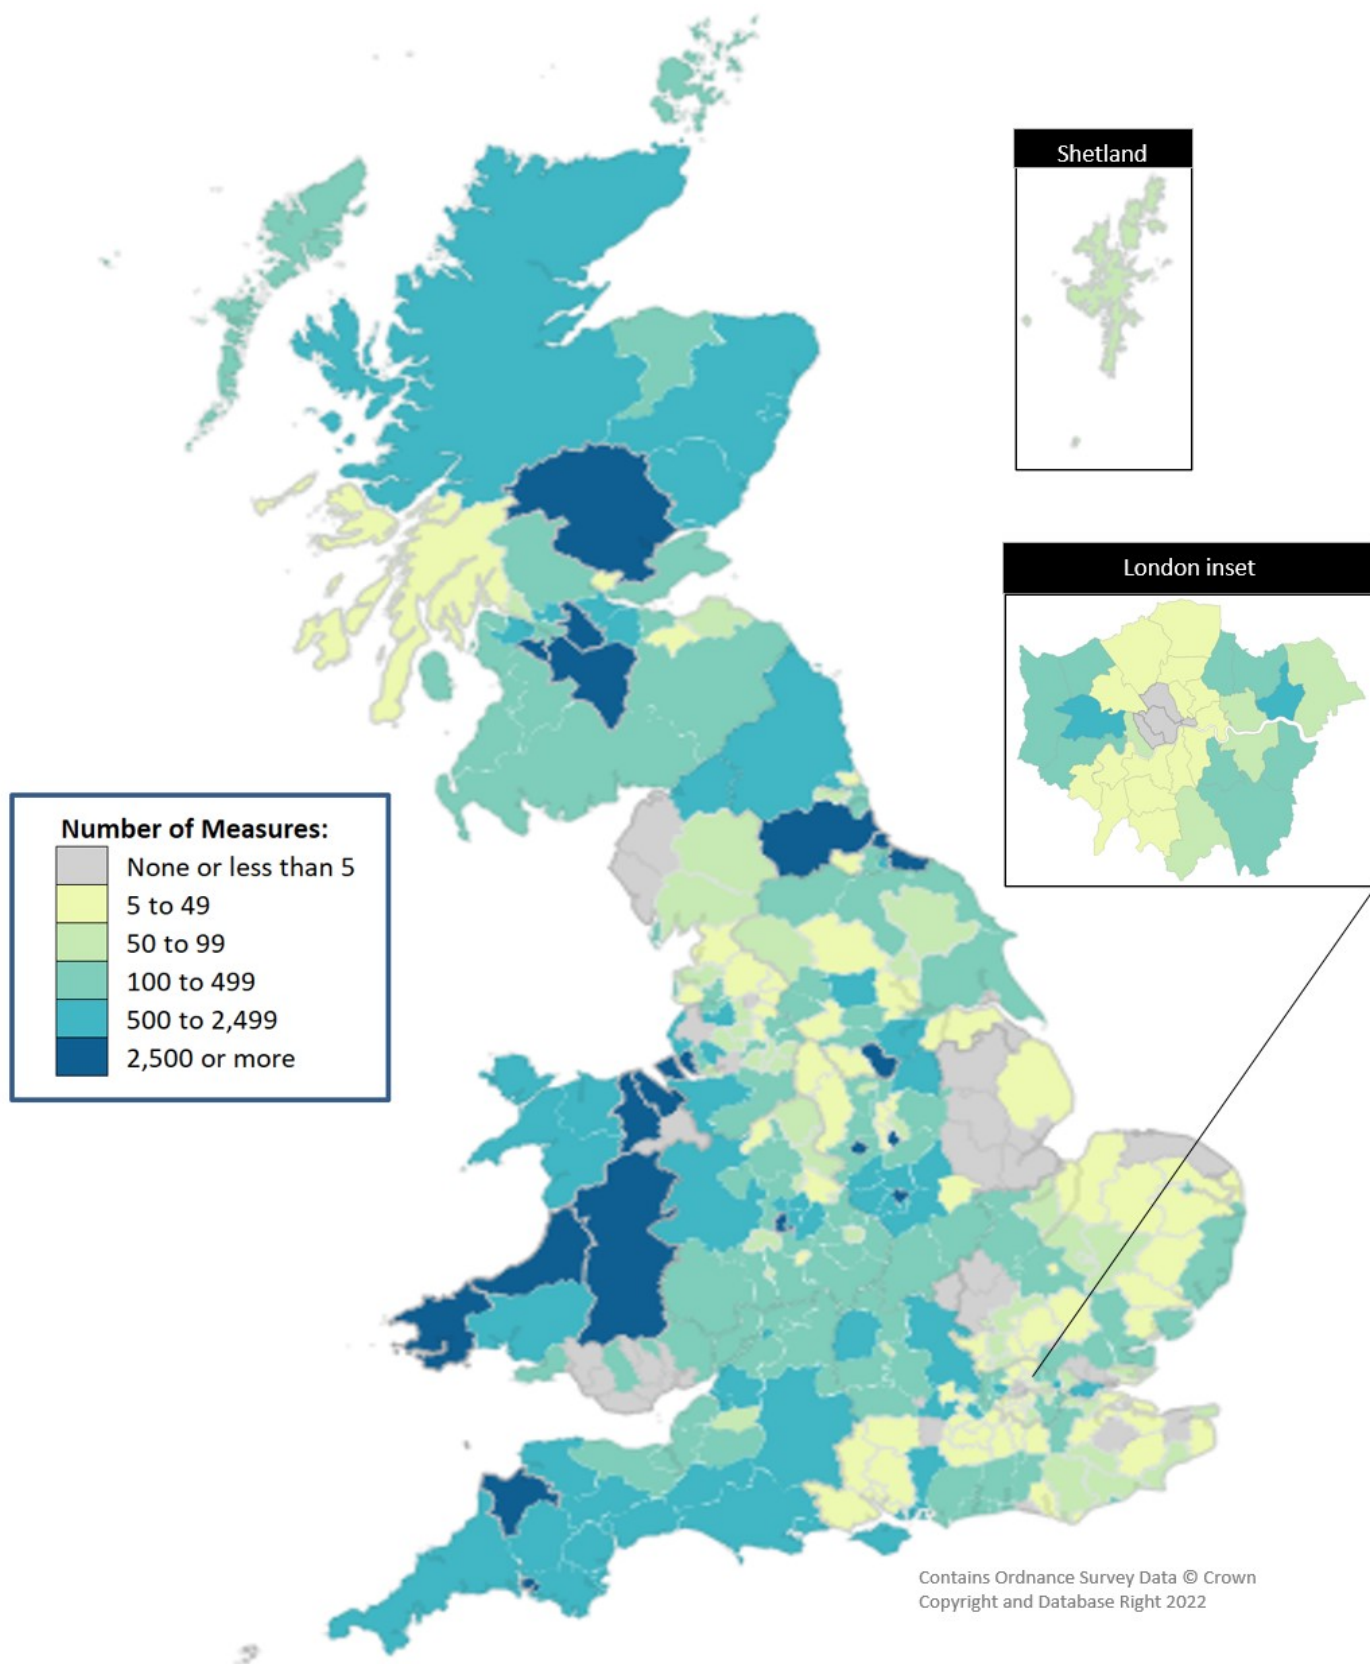 Shetland
London inset
Number of Measures:
None or less than 5
5 to 49
50 to 99
100 to 499
500 to 2,499
2,500 or more
Contains Ordnance Survey Data © Crown
Copyright and Database Right 2022